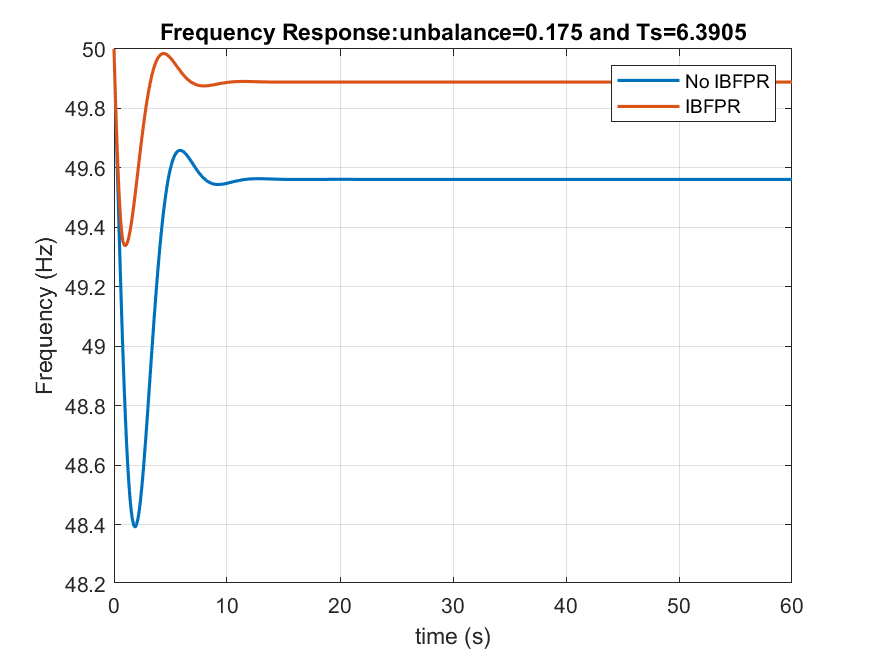 Frequency Response:unbalance=0.175 and Ts=6.3905
50
49.8
49.6
49.4
49.2
49
48.8
48.6
48.4
48.2
Frequency (Hz)
No IBFPR
IBFPR
0 10 20 30 40 50 60
time (s)